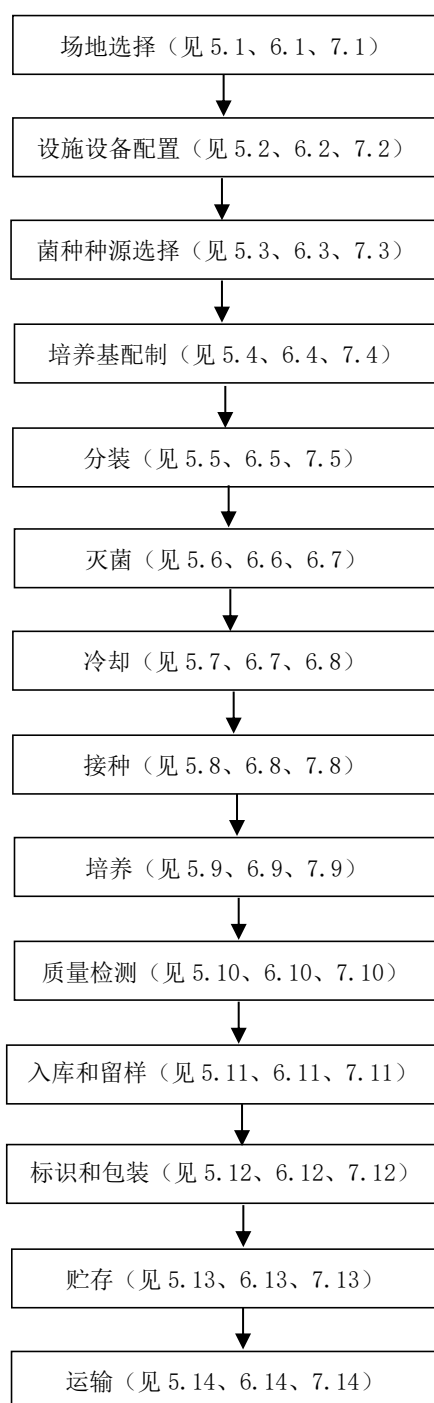 场地选择（见 5.1、6.1、7.1）
设施设备配置（见 5.2、6.2、7.2）
菌种种源选择（见 5.3、6.3、7.3）
培养基配制（见 5.4、6.4、7.4）
分装（见 5.5、6.5、7.5）
灭菌（见 5.6、6.6、6.7）
冷却（见 5.7、6.7、6.8）
接种（见 5.8、6.8、7.8）
培养（见 5.9、6.9、7.9）
质量检测（见 5.10、6.10、7.10）
入库和留样（见 5.11、6.11、7.11）
标识和包装（见 5.12、6.12、7.12）
贮存（见 5.13、6.13、7.13）
运输（见 5.14、6.14、7.14）